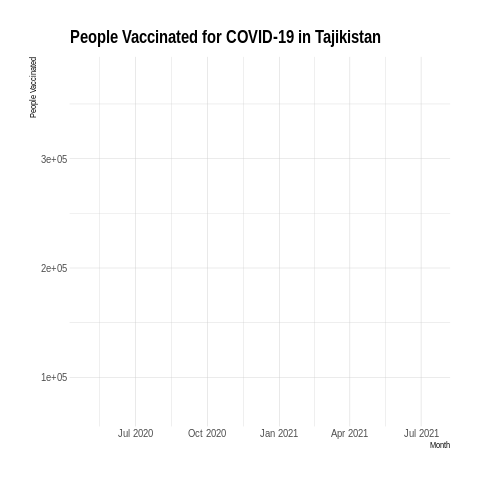 People Vaccinated for COVID-19 in Tajikistan
People Vaccinated
3e+05
2e+05
1e+05
Jul 2020 Oct 2020 Jan 2021 Apr 2021 Jul 2021
Month